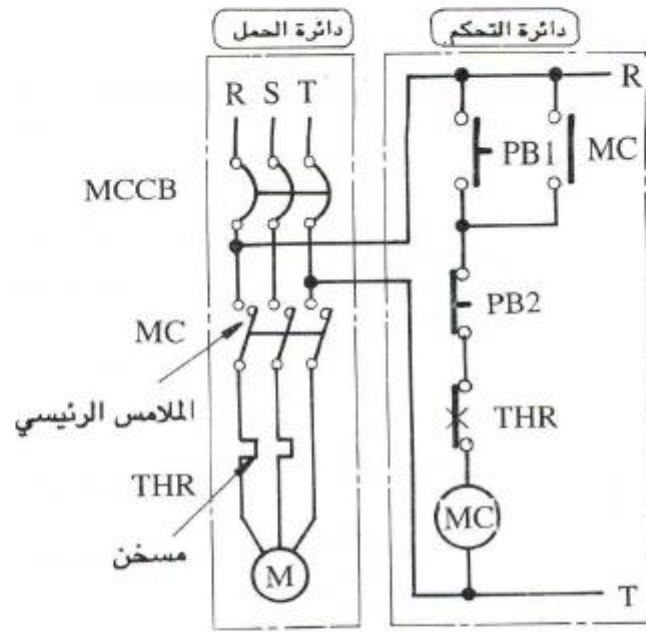 دائرة الحمل
دائرة التحكم
R S T
MCCB
MC
الملامس الرئيسي
THR
مسخن
M
R
PB1
MC
PB2
THR
MC
T